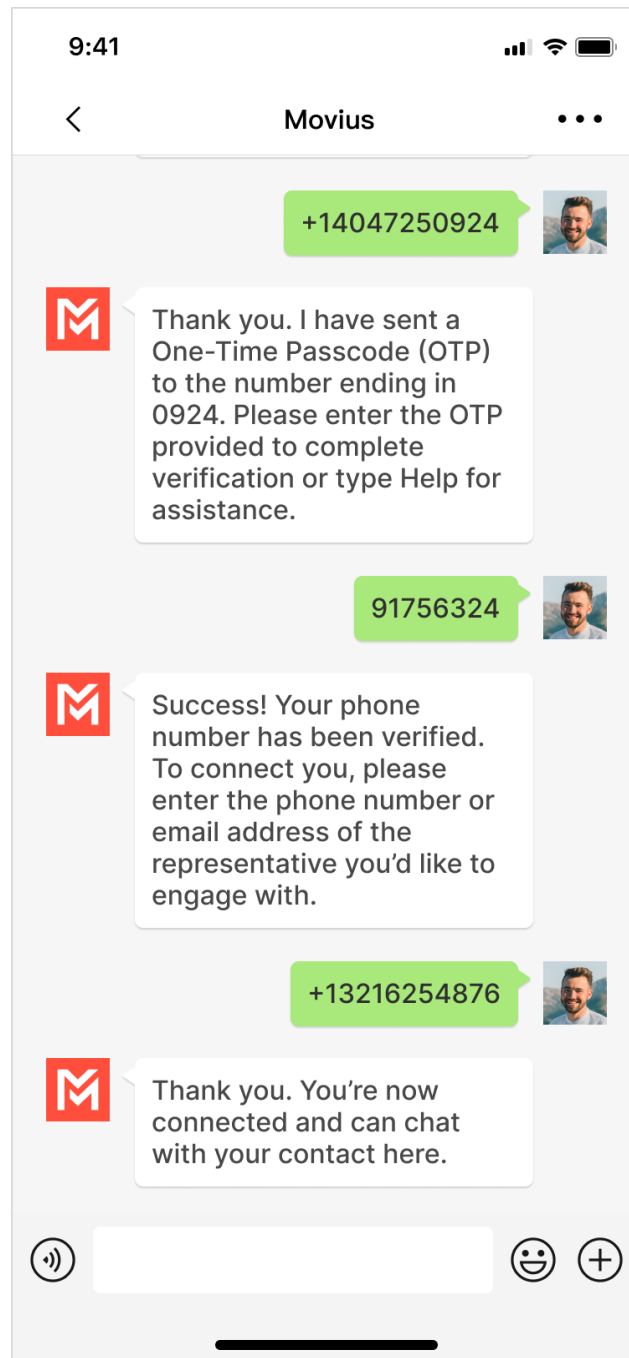 9:41
Movius
+14047250924
Thank you. I have sent a
One-Time Passcode (OTP)
to the number ending in
0924. Please enter the OTP
provided to complete
verification or type Help for
assistance.
91756324
Success! Your phone
number has been verified.
To connect you, please
enter the phone number or
email address of the
representative you’d like to
engage with.
+13216254876
Thank you. You’re now
connected and can chat
with your contact here.